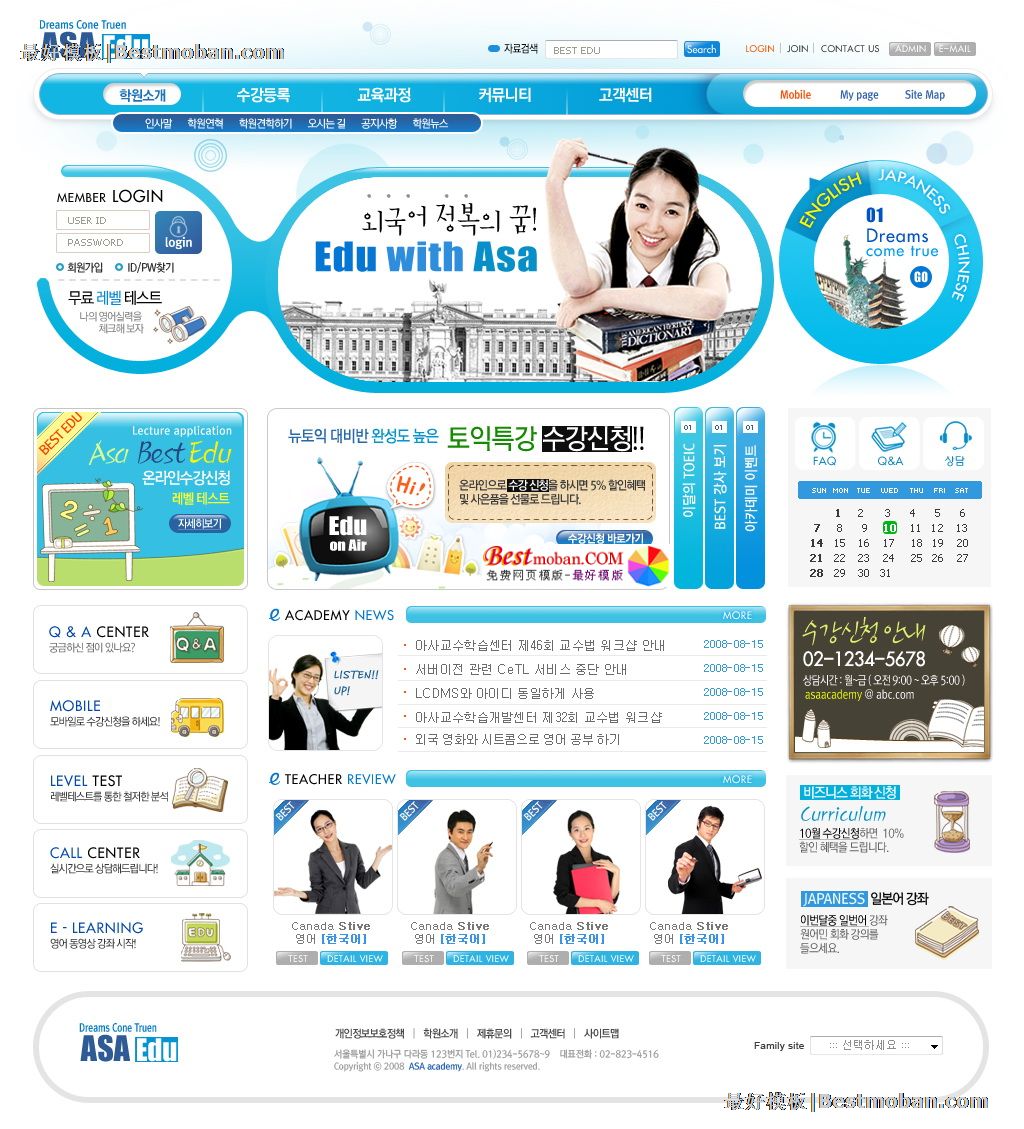 Dreams Cone Truen
ASA Edu
最好模板|Bestmoban.com
자료검색
BEST EDU
Search
LOGIN
JOIN
CONTACT US
ADMIN
E-MAIL
학원소개
수강등록
교육과정
커뮤니티
고객센터
Mobile
My page
Site Map
인사말
학원연혁
학원견학하기
오시는 길
공지사항
학원뉴스
MEMBER LOGIN
USER ID
PASSWORD
login
회원가입
ID/PW찾기
무료 레벨 테스트
나의 영어실력을
체크해 보자
외국어 정복의 꿈!
Edu with Asa
AMERICAN HERITAGE
DICTIONARY
ENGLISH
JAPANESS
CHINESE
01
Dreams
come true
GO
BEST EDU
Lecture application
Asa Best Edu
온라인수강신청
레벨 테스트
자세히보기
뉴토익 대비반 완성도 높은 토익특강 수강신청!!
Hi!
온라인으로 수강 신청을 하시면 5% 할인혜택
및 사은품을 선물로 드립니다.
Edu
on Air
수강신청 바로가기
Bestmoban.COM
免费网页模版-最好模版
01
이달의 TOEIC
01
BEST 강사 보기
01
아카데미 이벤트
FAQ
Q&A
상담
SUN MON TUE WED THU FRI SAT
1 2 3 4 5 6
7 8 9 10 11 12 13
14 15 16 17 18 19 20
21 22 23 24 25 26 27
28 29 30 31
Q & A CENTER
궁금하신 점이 있나요?
Q&A
MOBILE
모바일로 수강신청을 하세요!
LEVEL TEST
레벨테스트를 통한 철저한 분석
CALL CENTER
실시간으로 상담해드립니다!
E - LEARNING
영어 동영상 강좌 시작!
EDU
e ACADEMY NEWS
MORE
LISTEN!!
UP!
아사교수학습센터 제46회 교수법 워크샵 안내 2008-08-15
서버이전 관련 CeTL 서비스 중단 안내 2008-08-15
LCDMS와 아이디 동일하게 사용 2008-08-15
아사교수학습개발센터 제32회 교수법 워크샵 2008-08-15
외국 영화와 시트콤으로 영어 공부하기 2008-08-15
e TEACHER REVIEW
MORE
BEST
BEST
BEST
BEST
Canada Stive
영어 [한국어]
TEST
DETAIL VIEW
Canada Stive
영어 [한국어]
TEST
DETAIL VIEW
Canada Stive
영어 [한국어]
TEST
DETAIL VIEW
Canada Stive
영어 [한국어]
TEST
DETAIL VIEW
수강신청 안내
02-1234-5678
상담시간 : 월~금 ( 오전 9:00 ~ 오후 5:00 )
asaacademy @ abc.com
비즈니스 회화 신청
Curriculum
10월 수강신청하면 10%
할인 혜택을 드립니다.
JAPANESS 일본어 강좌
이번달중 일번어 강좌
원어민 회화 강의를
들으세요.
BEST
Dreams Cone Truen
ASA Edu
개인정보보호정책 | 학원소개 | 제휴문의 | 고객센터 | 사이트맵
서울특별시 가나구 다라동 123번지 Tel. 01)234-5678~9 대표전화 : 02-823-4516
Copyright © 2008 ASA academy. All rights reserved.
Family site
::: 선택하세요 :::
最好模板|Bestmoban.com